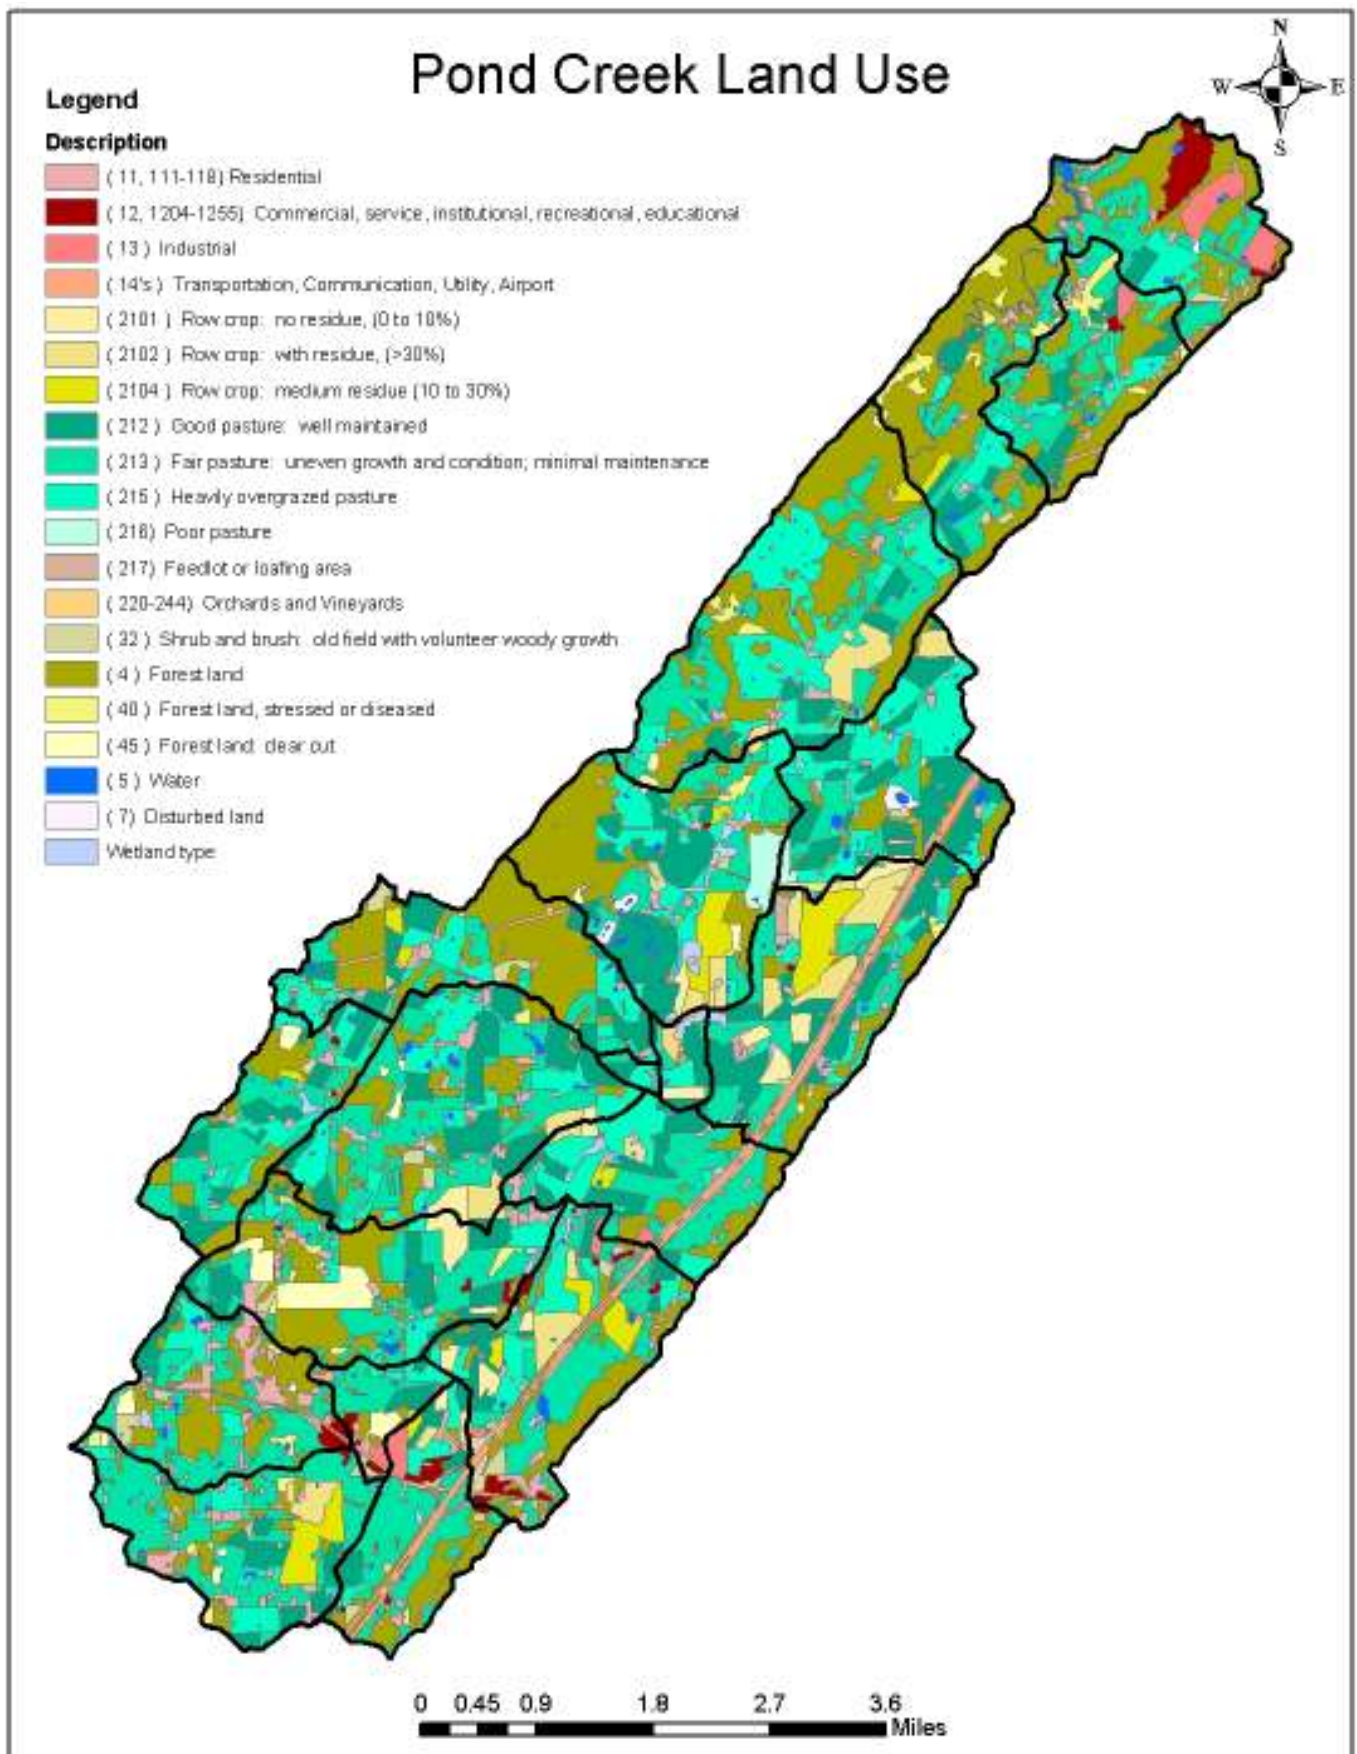 Pond Creek Land Use
N
W
E
S
Legend
Description
( 11, 111-118) Residential
( 12, 1204-1255) Commercial, service, institutional, recreational, educational
( 13 ) Industrial
( 14's ) Transportation, Communication, Utility, Airport
( 2101 ) Row crop: no residue, (0 to 10%)
( 2102 ) Row crop: with residue, (>30%)
( 2104 ) Row crop: medium residue (10 to 30%)
( 212 ) Good pasture: well maintained
( 213 ) Fair pasture: uneven growth and condition; minimal maintenance
( 215 ) Heavily overgrazed pasture
( 216) Poor pasture
( 217) Feedlot or loafing area
( 220-244) Orchards and Vineyards
( 32 ) Shrub and brush: old field with volunteer woody growth
( 4 ) Forest land
( 40 ) Forest land, stressed or diseased
( 45 ) Forest land: clear cut
( 5 ) Water
( 7) Disturbed land
Wetland type
0 0.45 0.9 1.8 2.7 3.6
Miles